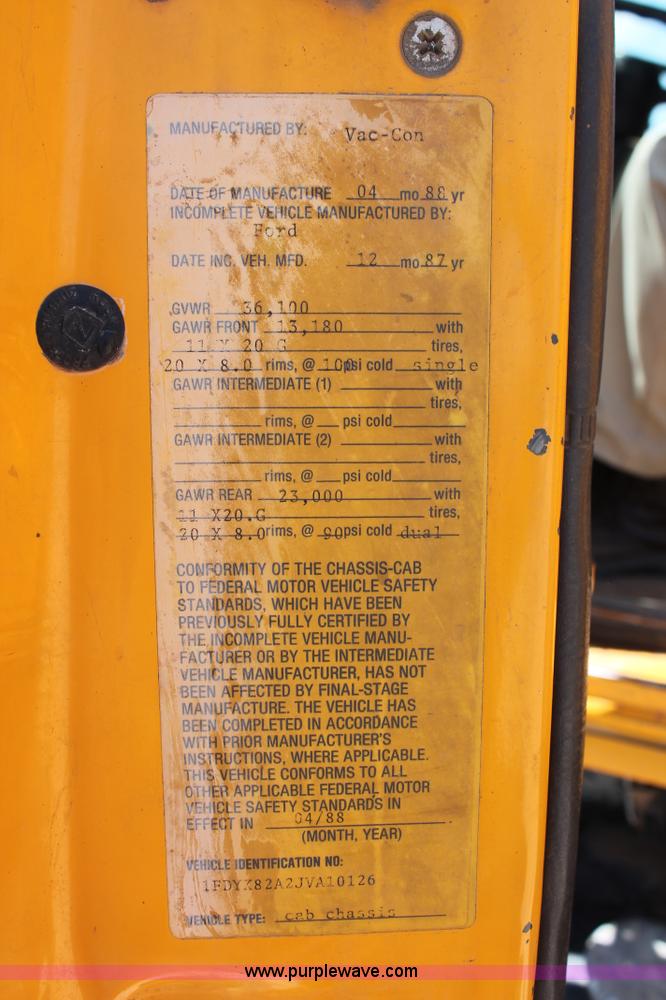 MANUFACTURED BY: Vac-Con
DATE OF MANUFACTURE 04 mo 88 yr
INCOMPLETE VEHICLE MANUFACTURED BY:
Ford
DATE INC. VEH. MFD. 12 mo 87 yr
GVWR 36,100
GAWR FRONT 13,180 with
11 X 20 G tires,
20 X 8.0 rims, @ 100psi cold single
GAWR INTERMEDIATE (1) with
tires,
rims, @ psi cold
GAWR INTERMEDIATE (2) with
tires,
rims, @ psi cold
GAWR REAR 23,000 with
11 X20.G tires,
20 X 8.0rims, @ 90psi cold dual
CONFORMITY OF THE CHASSIS-CAB
TO FEDERAL MOTOR VEHICLE SAFETY
STANDARDS, WHICH HAVE BEEN
PREVIOUSLY FULLY CERTIFIED BY
THE INCOMPLETE VEHICLE MANU-
FACTURER OR BY THE INTERMEDIATE
VEHICLE MANUFACTURER, HAS NOT
BEEN AFFECTED BY FINAL-STAGE
MANUFACTURE. THE VEHICLE HAS
BEEN COMPLETED IN ACCORDANCE
WITH PRIOR MANUFACTURER'S
INSTRUCTIONS, WHERE APPLICABLE.
THIS VEHICLE CONFORMS TO ALL
OTHER APPLICABLE FEDERAL MOTOR
VEHICLE SAFETY STANDARDS IN
EFFECT IN 04/88
(MONTH, YEAR)
VEHICLE IDENTIFICATION NO:
1FDYK82A2JVA10126
VEHICLE TYPE: cab chassis
www.purplewave.com